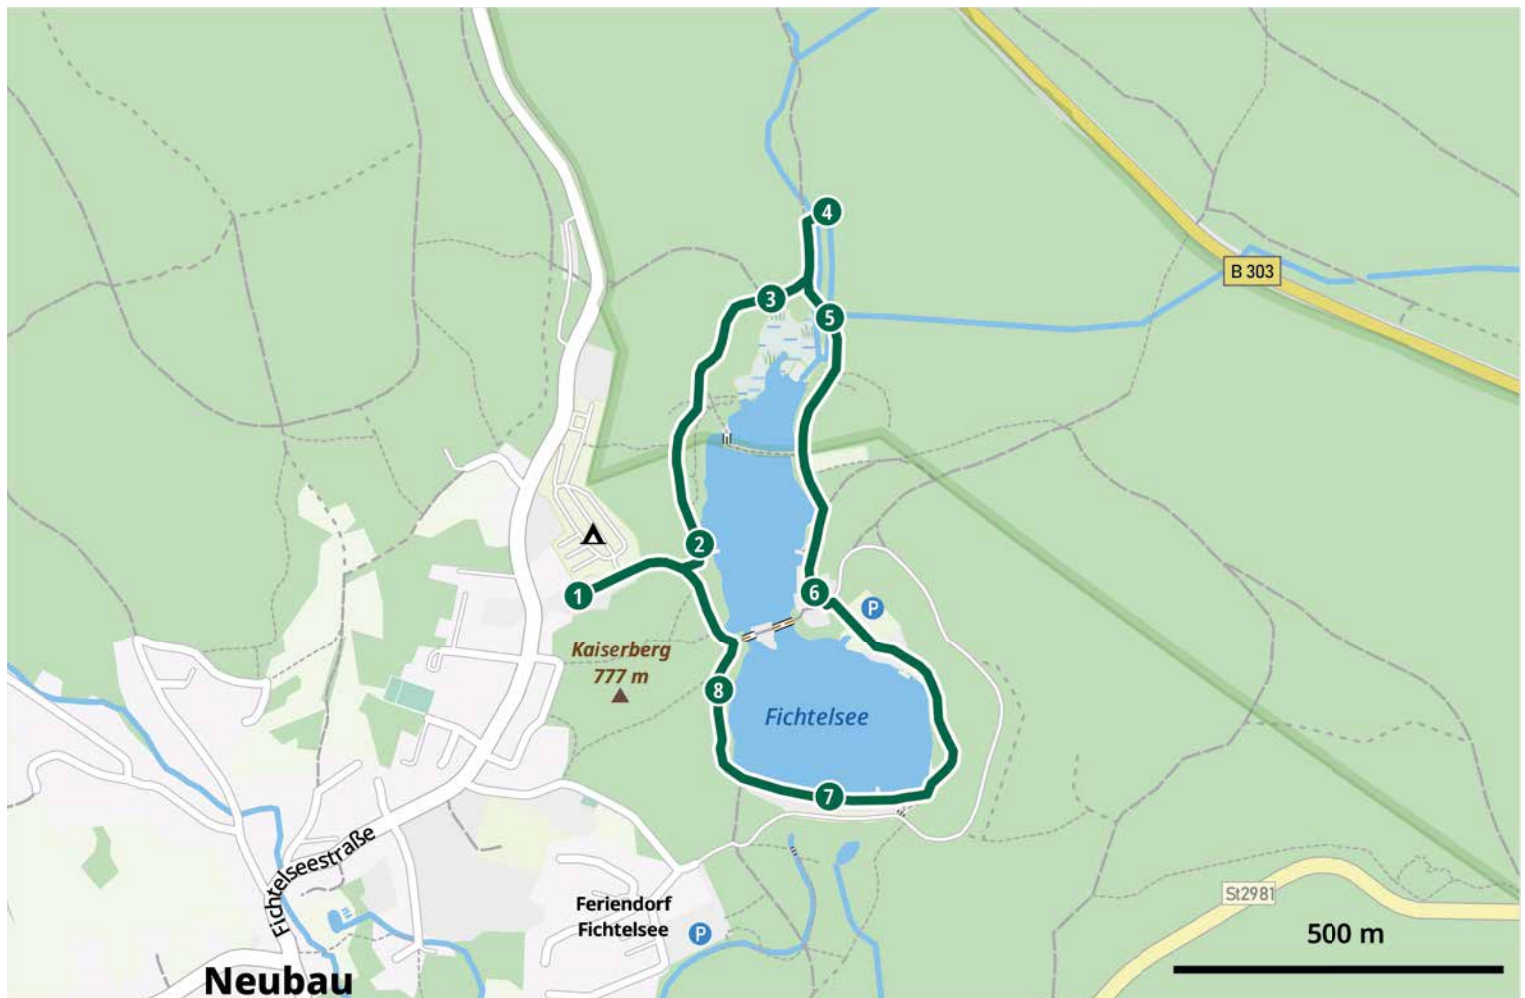 4
3
5
B 303
2
1
6
P
Kaiserberg
777 m
8
Fichtelsee
7
Fichtelseestraße
St2981
Feriendorf
Fichtelsee
P
500 m
Neubau